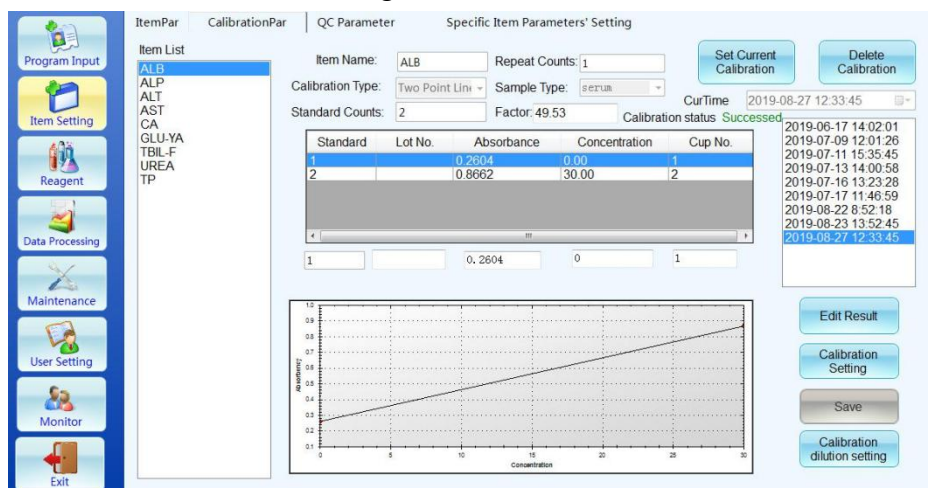 ItemPar CalibrationPar QC Parameter Specific Item Parameters' Setting
Program Input
Item Setting
Reagent
Data Processing
Maintenance
User Setting
Monitor
Exit
Item List
ALB
ALP
ALT
AST
CA
GLU-YA
TBIL-F
UREA
TP
Item Name: ALB Repeat Counts: 1
Calibration Type: Two Point Line Sample Type: serum
Standard Counts: 2 Factor: 49.53
Set Current Calibration
Delete Calibration
CurTime 2019-08-27 12:33:45
Calibration status Successed
Standard Lot No. Absorbance Concentration Cup No.
1 0.2604 0.00 1
2 0.8662 30.00 2
1 0.2604 0 1
2019-06-17 14:02:01
2019-07-09 12:01:26
2019-07-11 15:35:45
2019-07-13 14:00:58
2019-07-16 13:23:28
2019-07-17 11:46:59
2019-08-22 8:52:18
2019-08-23 13:52:45
2019-08-27 12:33:45
1.0
0.9
0.8
0.7
0.6
0.5
0.4
0.3
0.2
0.1
Absorbency
0 5 10 15 20 25 30
Concentration
Edit Result
Calibration
Setting
Save
Calibration
dilution setting